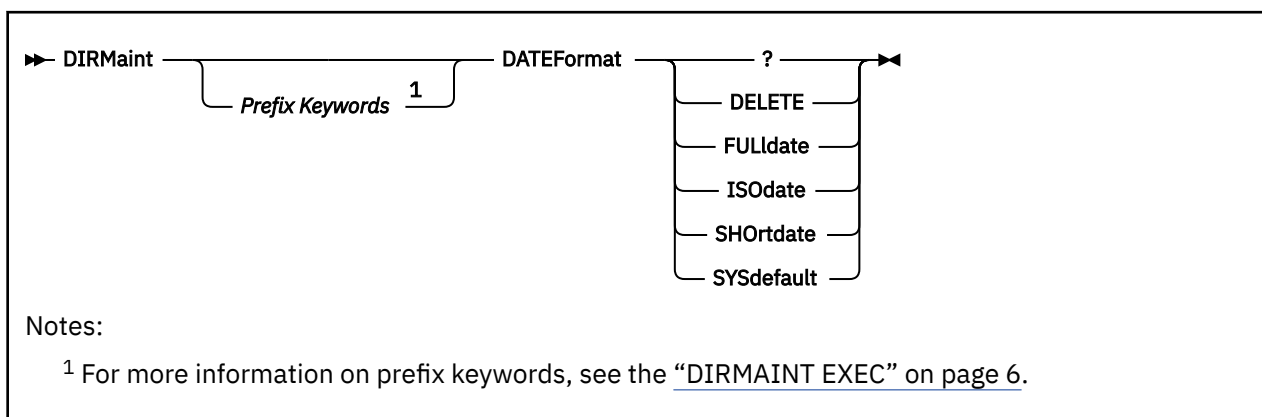 DIRMaint DATEFormat ?
Prefix Keywords 1
DELETE
FULldate
ISOdate
SHOrtdate
SYSdefault
Notes:
1 For more information on prefix keywords, see the “DIRMAINT EXEC” on page 6.